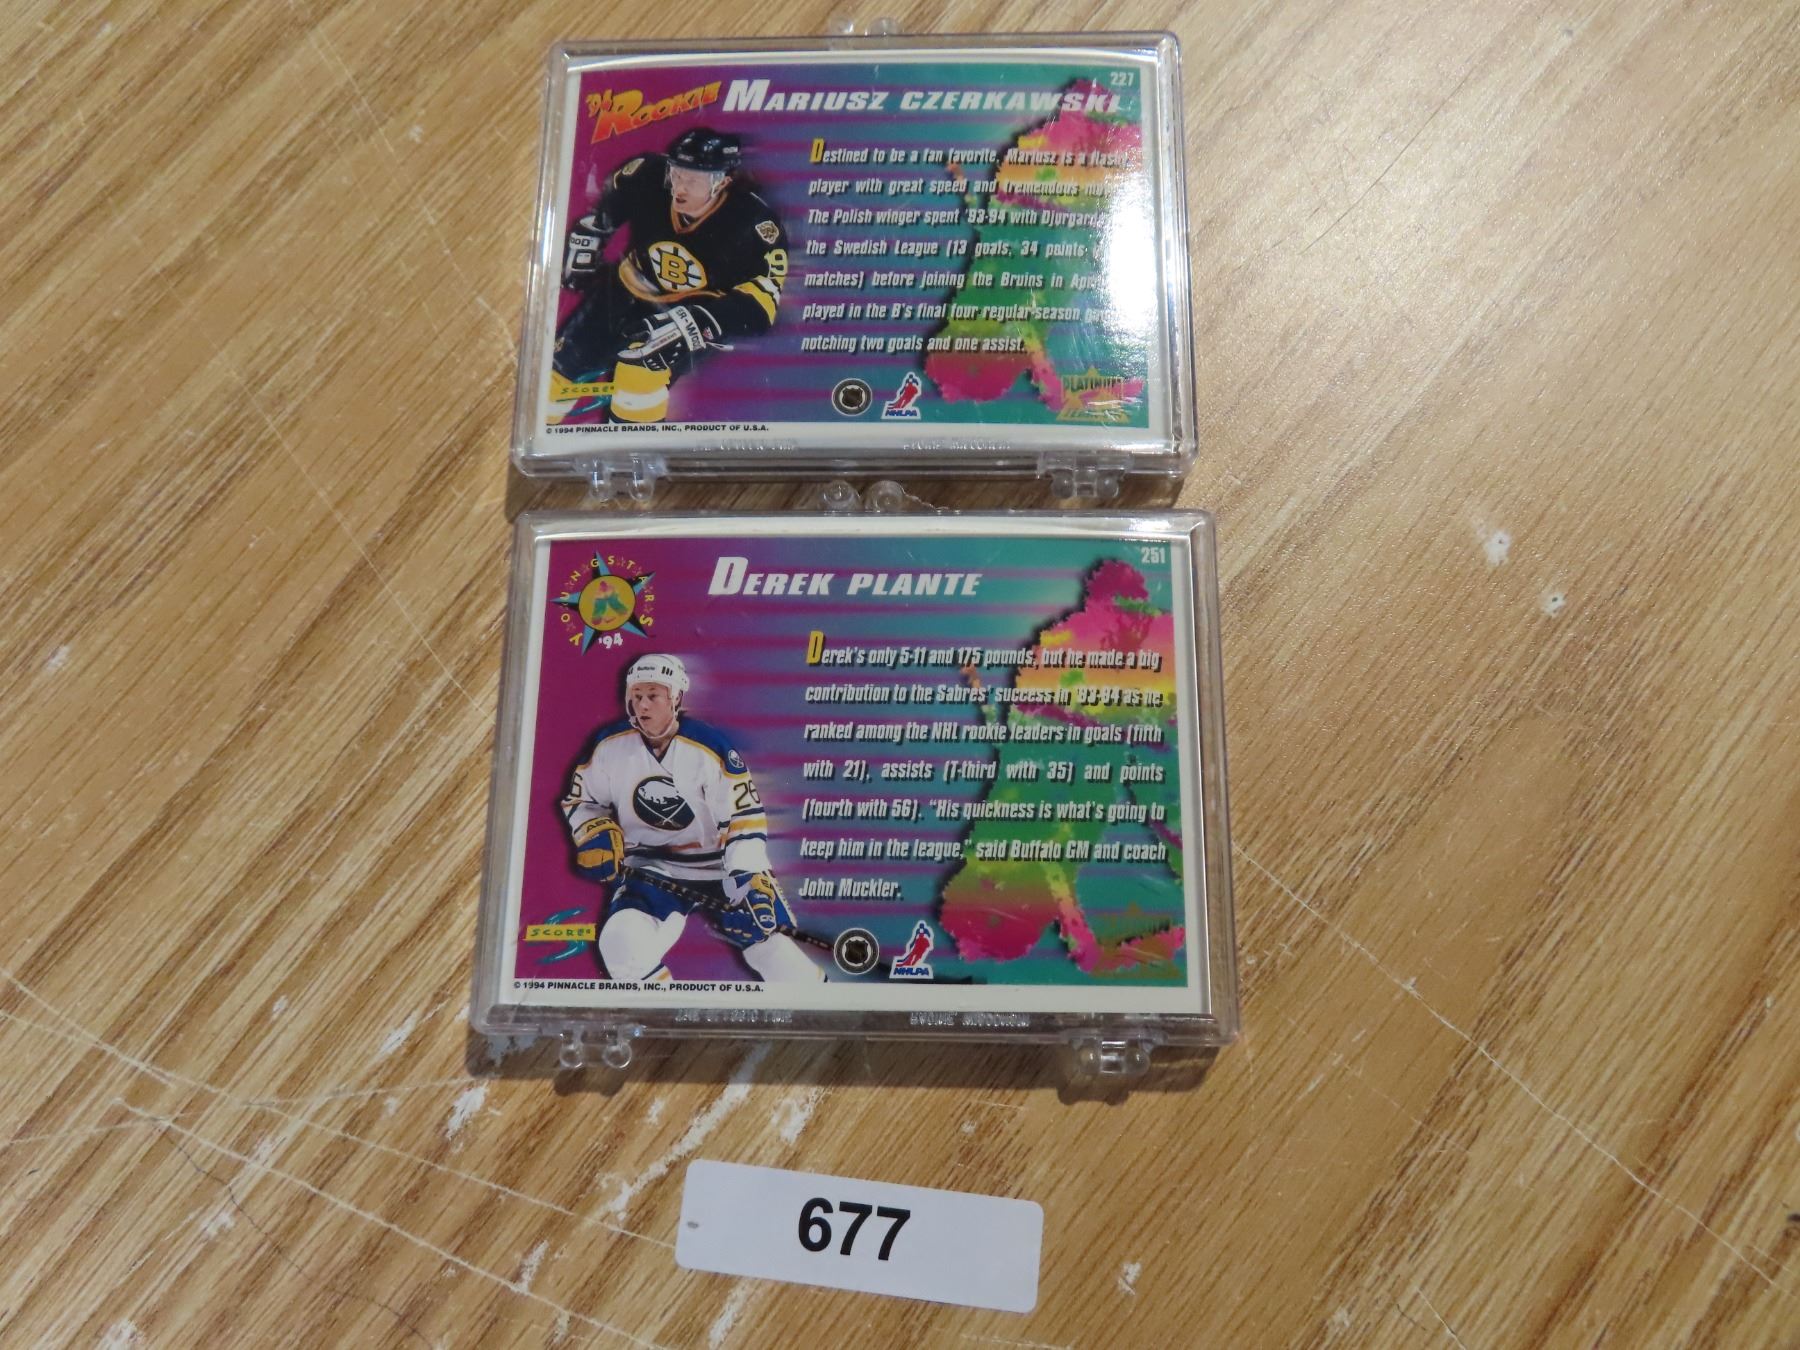 227
'94 ROOKIE MARIUSZ CZERKAWSKI
Destined to be a fan favorite, Mariusz is a flashy
player with great speed and tremendous
The Polish winger spent '93-94 with
the Swedish League (13 goals, 34 points
matches) before joining the Bruins in
played in the B's final four regular-season
notching two goals and one assist.
19
SCORE
NHLPA
PLATINUM
© 1994 PINNACLE BRANDS, INC., PRODUCT OF U.S.A.
251
YOUNG STARS
'94
DEREK PLANTE
Derek's only 5-11 and 175 pounds, but he made a big
contribution to the Sabres' success in '93-94 as he
ranked among the NHL rookie leaders in goals (fifth
with 21), assists (T-third with 35) and points
(fourth with 56). "His quickness is what's going to
keep him in the league," said Buffalo GM and coach
John Muckler.
26
SCORE
NHLPA
© 1994 PINNACLE BRANDS, INC., PRODUCT OF U.S.A.
677